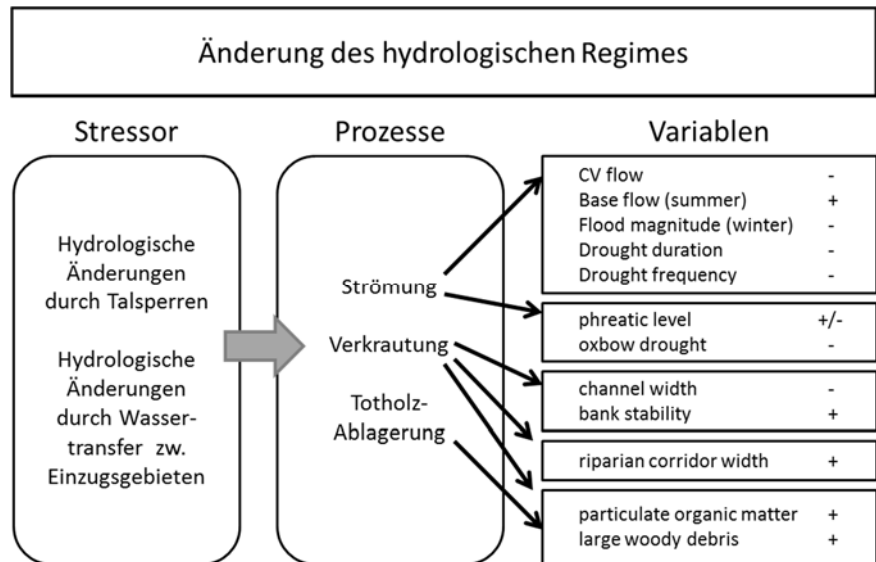 Änderung des hydrologischen Regimes
Stressor
Hydrologische
Änderungen
durch Talsperren
Hydrologische
Änderungen
durch Wasser-
transfer zw.
Einzugsgebieten
Prozesse
Strömung
Verkrautung
Totholz-
Ablagerung
Variablen
CV flow -
Base flow (summer) +
Flood magnitude (winter) -
Drought duration -
Drought frequency -
phreatic level +/-
oxbow drought -
channel width -
bank stability +
riparian corridor width +
particulate organic matter +
large woody debris +